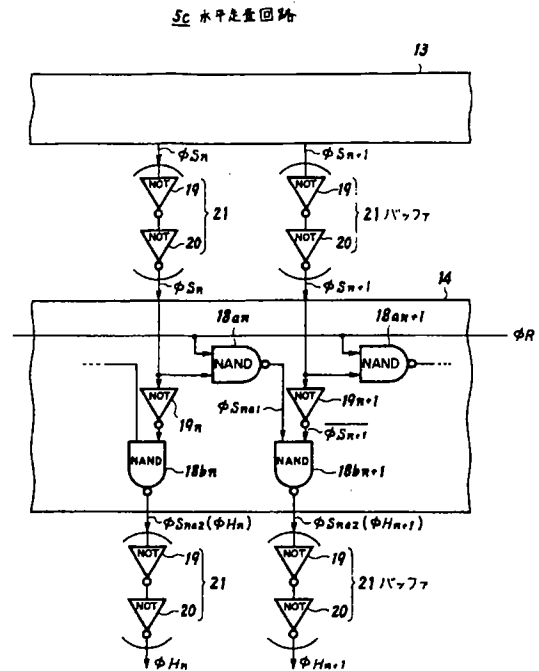 5c 水平走査回路
13
φSn φSn+1
NOT 19 NOT 19
21 21 バッファ
NOT 20 NOT 20
φSn φSn+1
14
18an 18an+1
φR
NAND NAND
NOT φSna1 NOT 19n+1
19n φSn+1
NAND NAND
18bn 18bn+1
φSna2(φHn) φSna2(φHn+1)
NOT 19 NOT 19
21 21 バッファ
NOT 20 NOT 20
φHn φHn+1